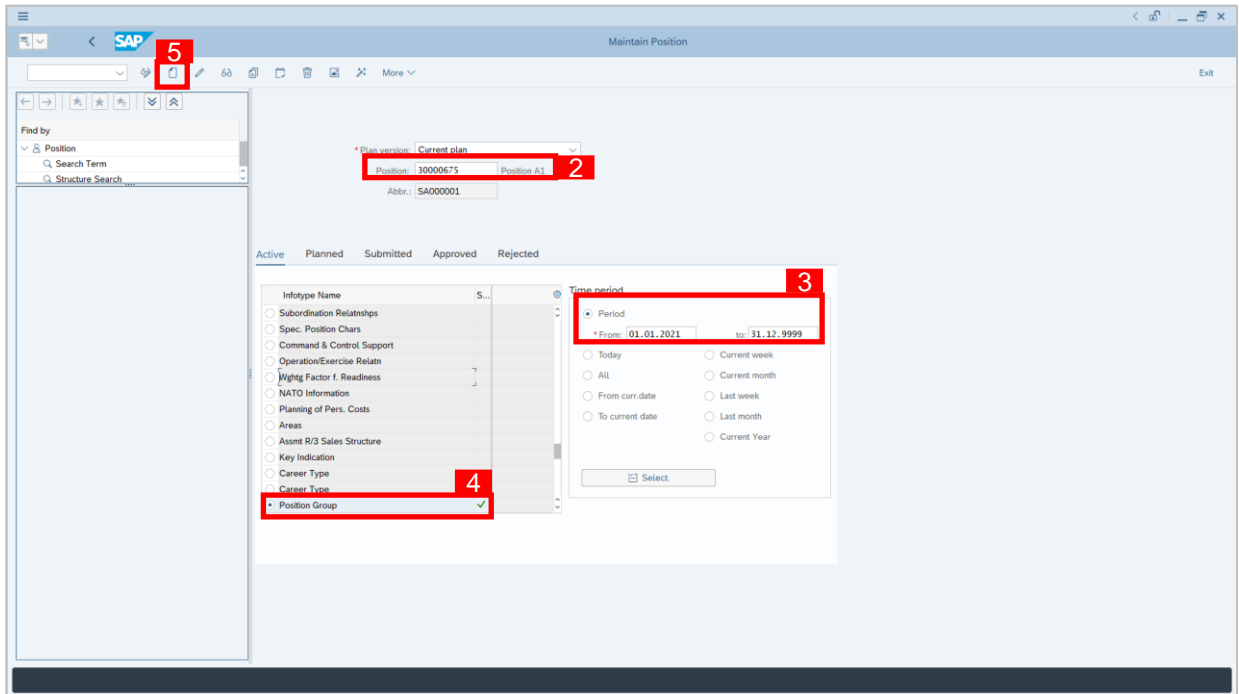 SAP
Maintain Position
5
More
Exit
Find by
Position
Search Term
Structure Search
* Plan version: Current plan
Position: 30000675 Position A1
2
Abbr.: SA000001
Active Planned Submitted Approved Rejected
3
Infotype Name S...
Time period
Subordination Relatnshps
Period
Spec. Position Chars
* From: 01.01.2021 to: 31.12.9999
Command & Control Support
Today Current week
Operation/Exercise Relatn
Wghtg Factor f. Readiness
All Current month
NATO Information
From curr.date Last week
Planning of Pers. Costs
To current date Last month
Areas
Current Year
Assmt R/3 Sales Structure
Key Indication
Career Type
Select.
4
Career Type
Position Group